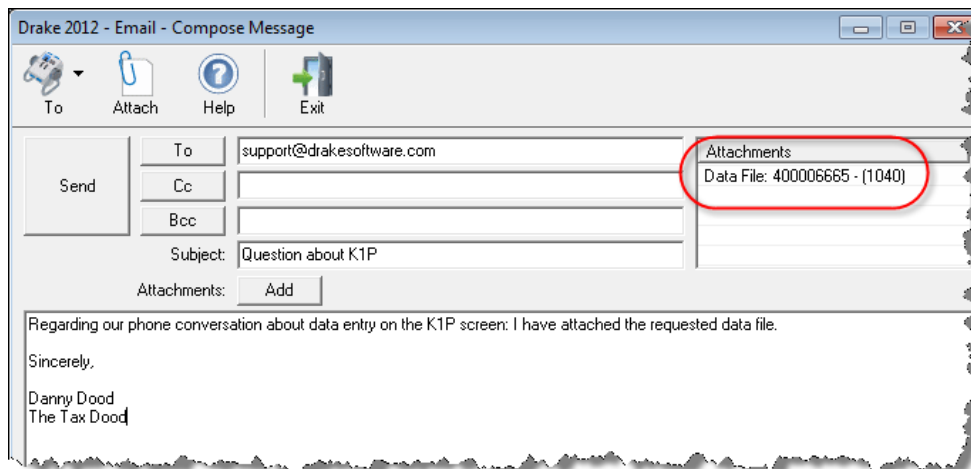 Drake 2012 - Email - Compose Message
To
Attach
Help
Exit
Send
To
support@drakesoftware.com
Cc
Bcc
Subject:
Question about K1P
Attachments:
Add
Attachments
Data File: 400006665 - (1040)
Regarding our phone conversation about data entry on the K1P screen: I have attached the requested data file.
Sincerely,
Danny Dood
The Tax Dood